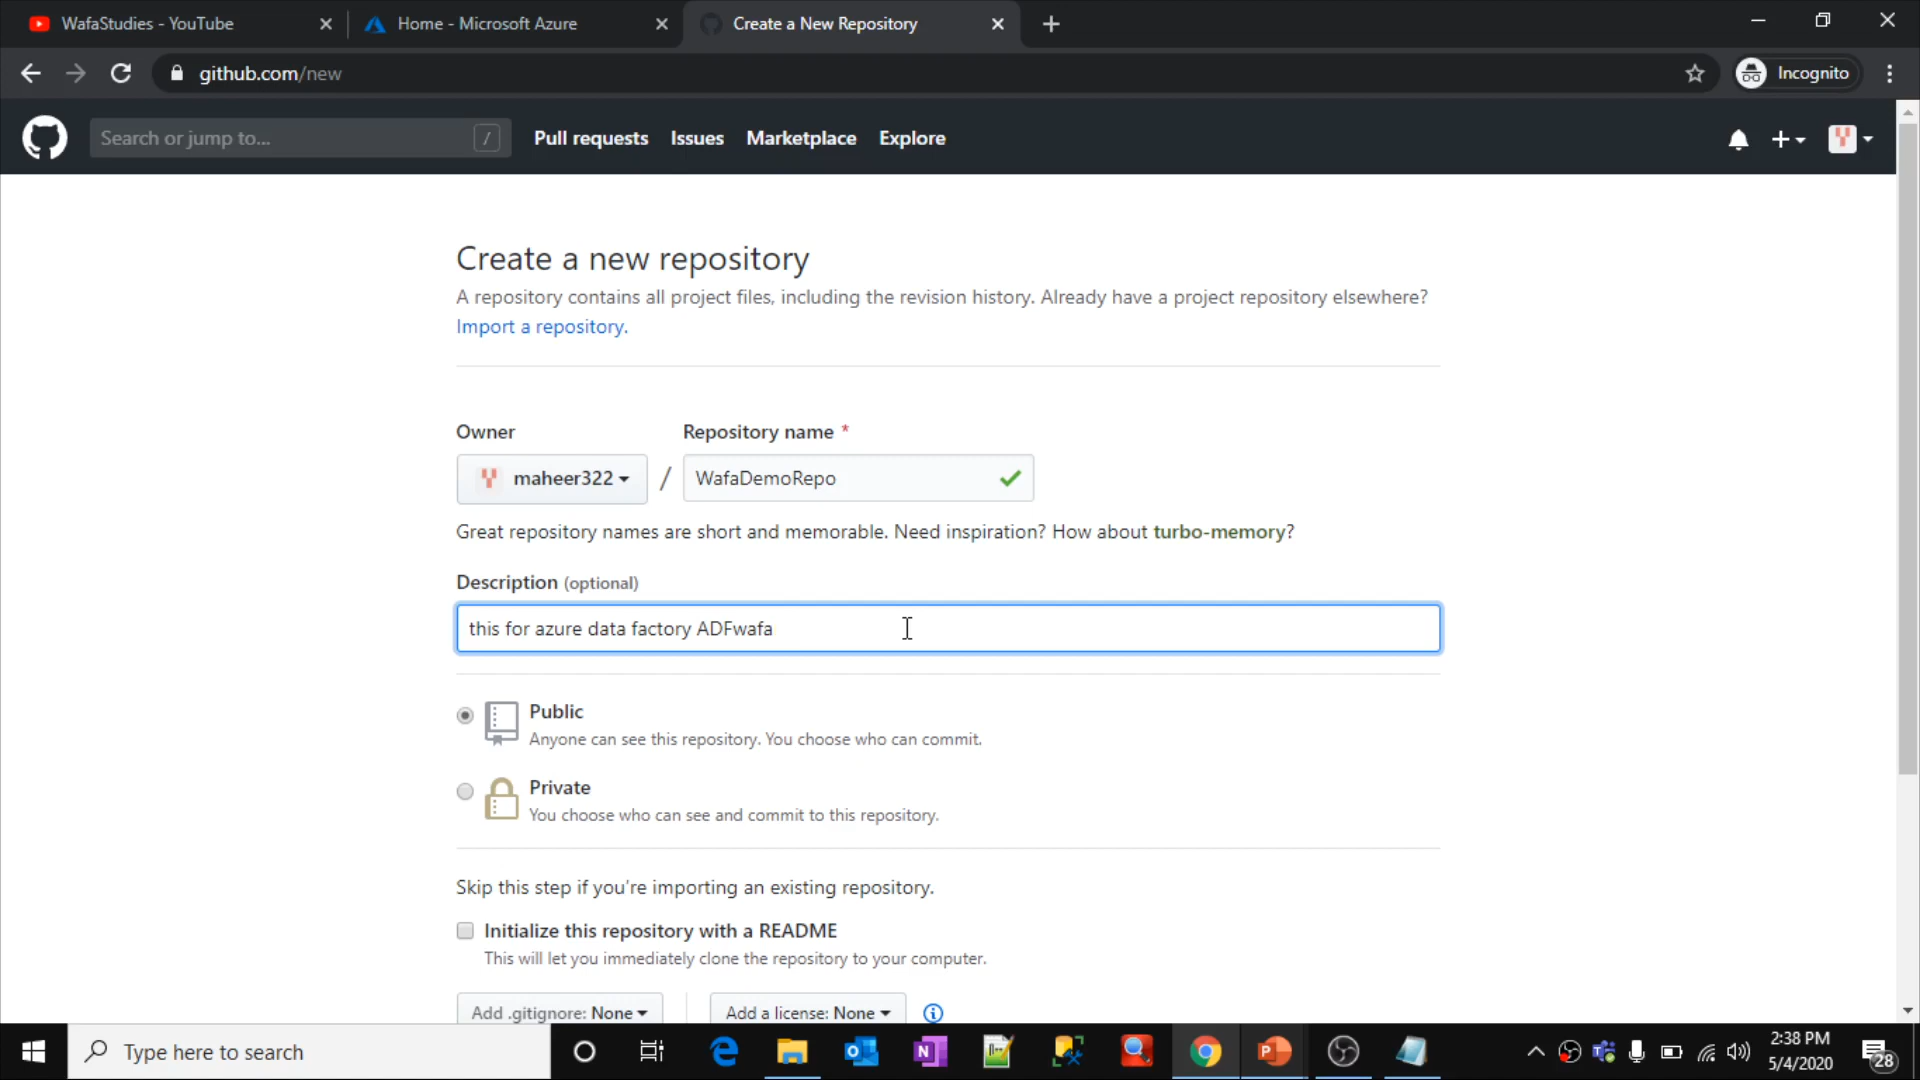 WafaStudies - YouTube
Home - Microsoft Azure
Create a New Repository
github.com/new
Incognito
Search or jump to...
/
Pull requests
Issues
Marketplace
Explore
Create a new repository
A repository contains all project files, including the revision history. Already have a project repository elsewhere?
Import a repository.
Owner
Repository name *
maheer322
/
WafaDemoRepo
Great repository names are short and memorable. Need inspiration? How about turbo-memory?
Description (optional)
this for azure data factory ADFwafa
Public
Anyone can see this repository. You choose who can commit.
Private
You choose who can see and commit to this repository.
Skip this step if you're importing an existing repository.
Initialize this repository with a README
This will let you immediately clone the repository to your computer.
Add .gitignore: None
Add a license: None
Type here to search
2:38 PM
5/4/2020
28